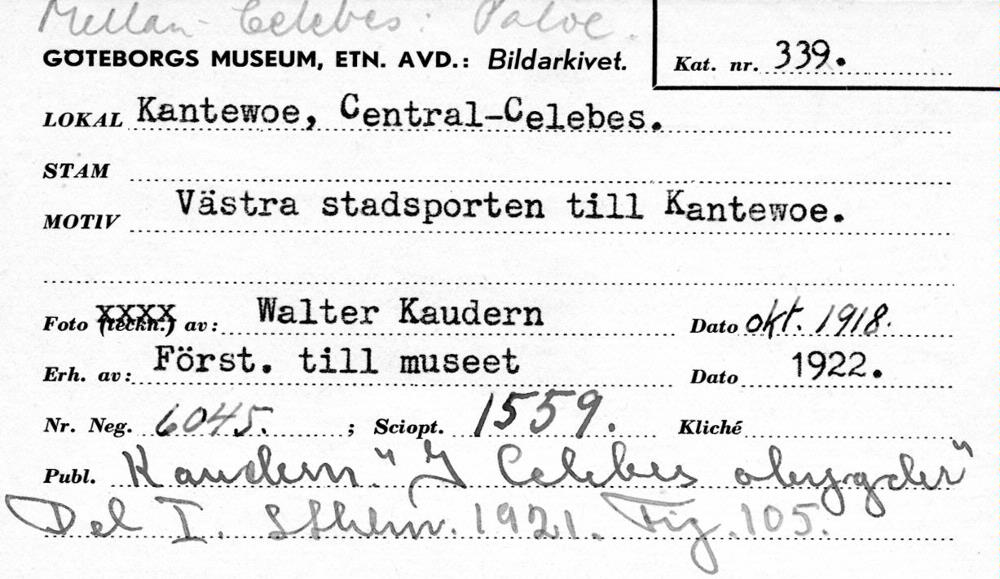 Mellan-Celebes: Paloe.
GÖTEBORGS MUSEUM, ETN. AVD.: Bildarkivet.
Kat. nr. 339.
LOKAL Kantewoe, Central-Celebes.
STAM
MOTIV Västra stadsporten till Kantewoe.
Foto (teckn.) av: Walter Kaudern Dato okt. 1918.
Erh. av: Först. till museet Dato 1922.
Nr. Neg. 6045. ; Sciopt. 1559. Kliché
Publ. Kaudern "I Celebes obygder"
Del I. Sthlm. 1921. Fig. 105.